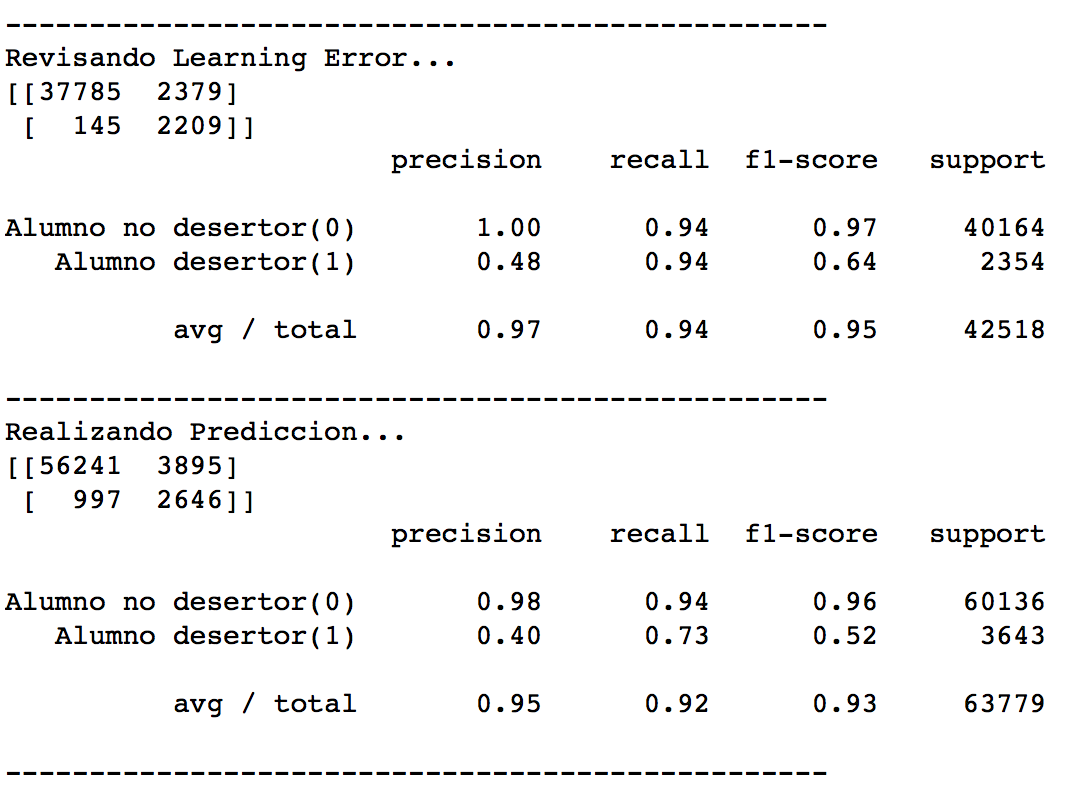 -------------------------------------------------
Revisando Learning Error...
[[37785  2379]
 [  145  2209]]
                       precision    recall  f1-score   support

Alumno no desertor(0)       1.00      0.94      0.97     40164
   Alumno desertor(1)       0.48      0.94      0.64      2354

          avg / total       0.97      0.94      0.95     42518

-------------------------------------------------
Realizando Prediccion...
[[56241  3895]
 [  997  2646]]
                       precision    recall  f1-score   support

Alumno no desertor(0)       0.98      0.94      0.96     60136
   Alumno desertor(1)       0.40      0.73      0.52      3643

          avg / total       0.95      0.92      0.93     63779

-------------------------------------------------